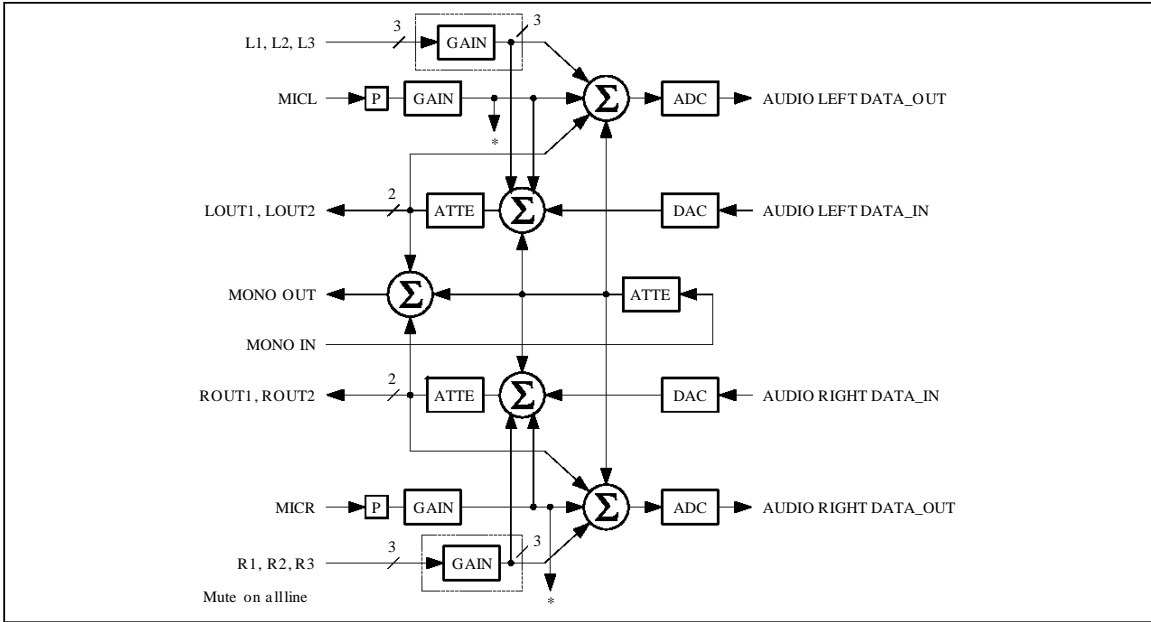 3
3
L1, L2, L3
GAIN
MICL
P
GAIN
Σ
ADC
AUDIO LEFT DATA_OUT
*
2
LOUT1, LOUT2
ATTE
Σ
DAC
AUDIO LEFT DATA_IN
MONO OUT
Σ
ATTE
MONO IN
2
ROUT1, ROUT2
ATTE
Σ
DAC
AUDIO RIGHT DATA_IN
MICR
P
GAIN
Σ
ADC
AUDIO RIGHT DATA_OUT
3
3
R1, R2, R3
GAIN
*
Mute on allline